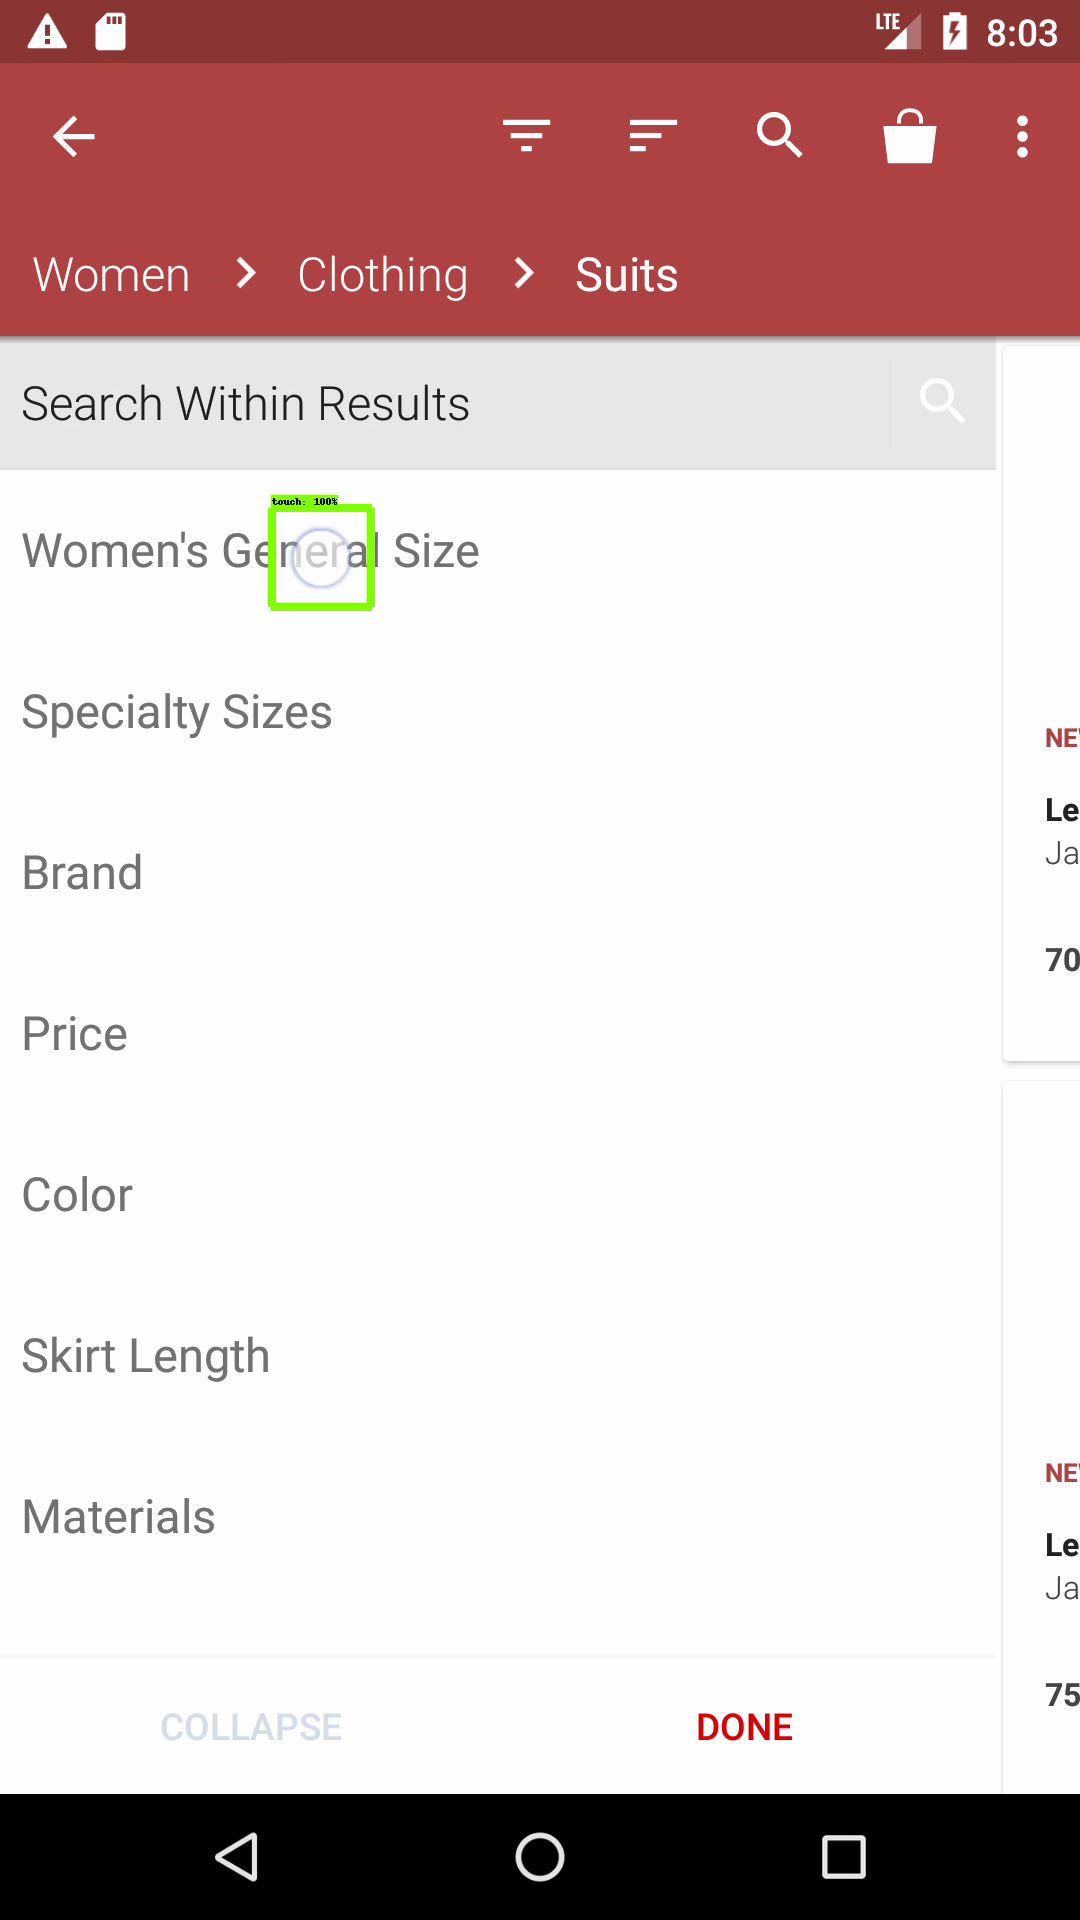 LTE 8:03
Women Clothing Suits
Search Within Results
touch: 100%
Women's General Size
Specialty Sizes
NE
Le
Ja
Brand
70
Price
Color
Skirt Length
NE
Materials
Le
Ja
75
COLLAPSE DONE